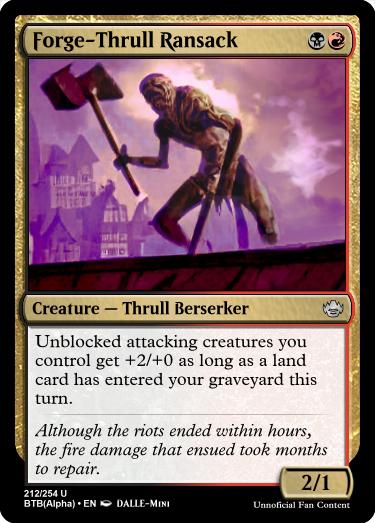 Forge-Thrull Ransack
Creature — Thrull Berserker
Unblocked attacking creatures you
control get +2/+0 as long as a land
card has entered your graveyard this
turn.
Although the riots ended within hours,
the fire damage that ensued took months
to repair.
2/1
212/254 U
BTB(Alpha) • EN DALLE-Mini
Unofficial Fan Content